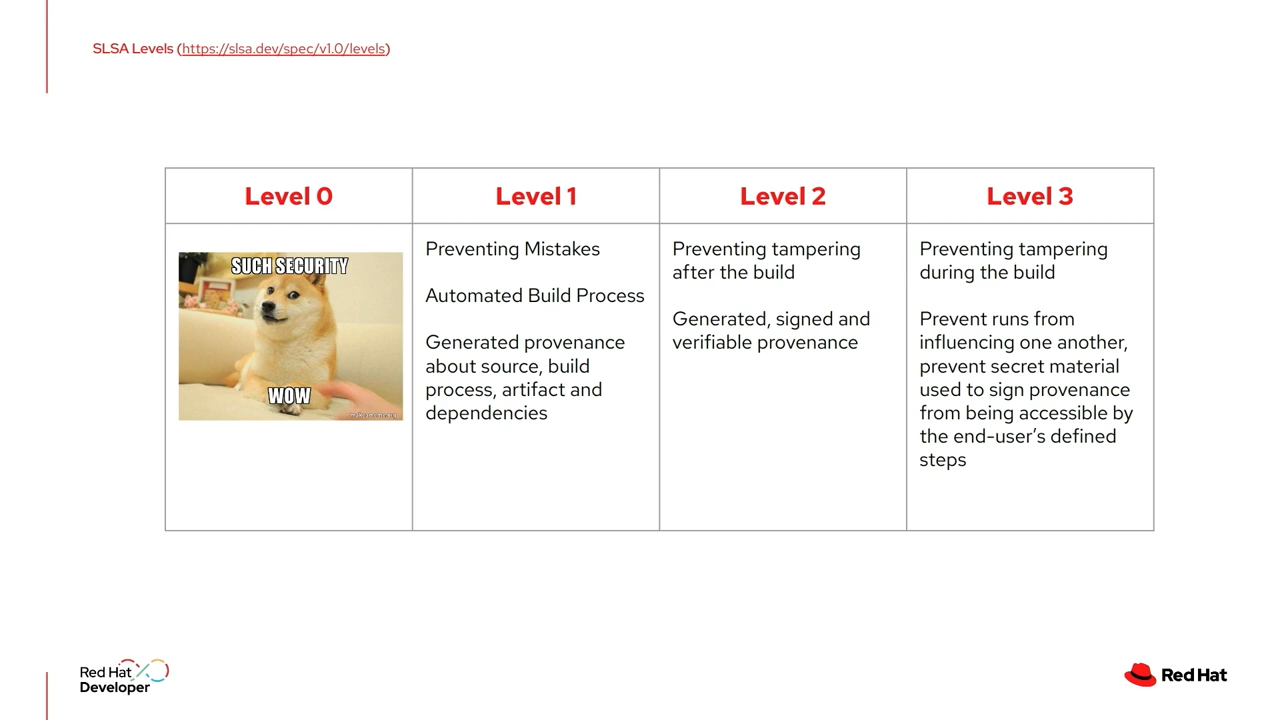 SLSA Levels (https://slsa.dev/spec/v1.0/levels)
Level 0
Level 1
Level 2
Level 3
SUCH SECURITY
WOW
Preventing Mistakes
Automated Build Process
Generated provenance
about source, build
process, artifact and
dependencies
Preventing tampering
after the build
Generated, signed and
verifiable provenance
Preventing tampering
during the build
Prevent runs from
influencing one another,
prevent secret material
used to sign provenance
from being accessible by
the end-user’s defined
steps
Red Hat
Developer
Red Hat